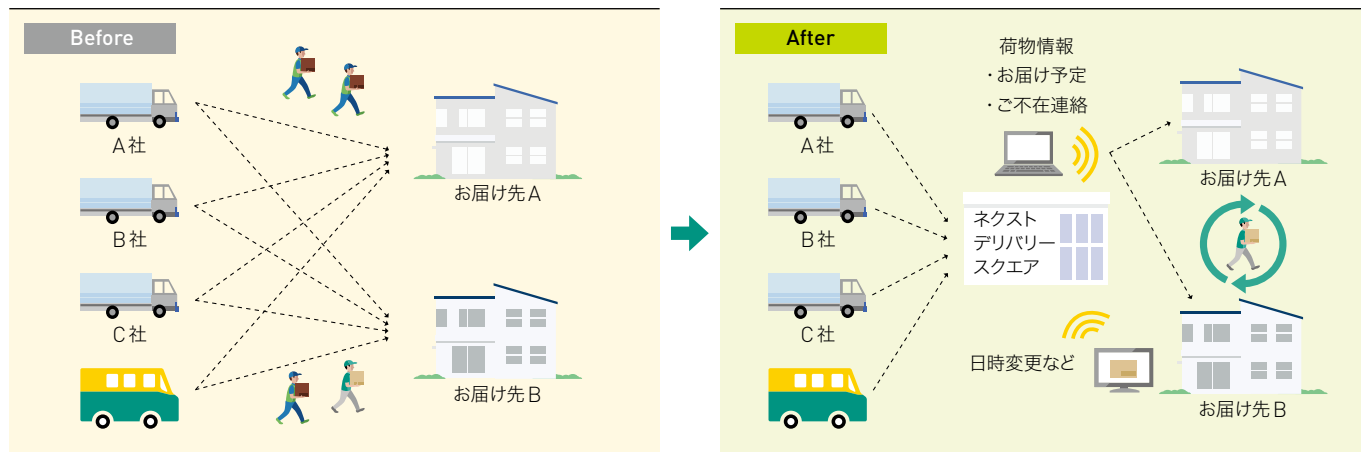 Before
A社
B社
C社
お届け先A
お届け先B
After
A社
B社
C社
荷物情報
・お届け予定
・ご不在連絡
ネクスト
デリバリー
スクエア
日時変更など
お届け先A
お届け先B